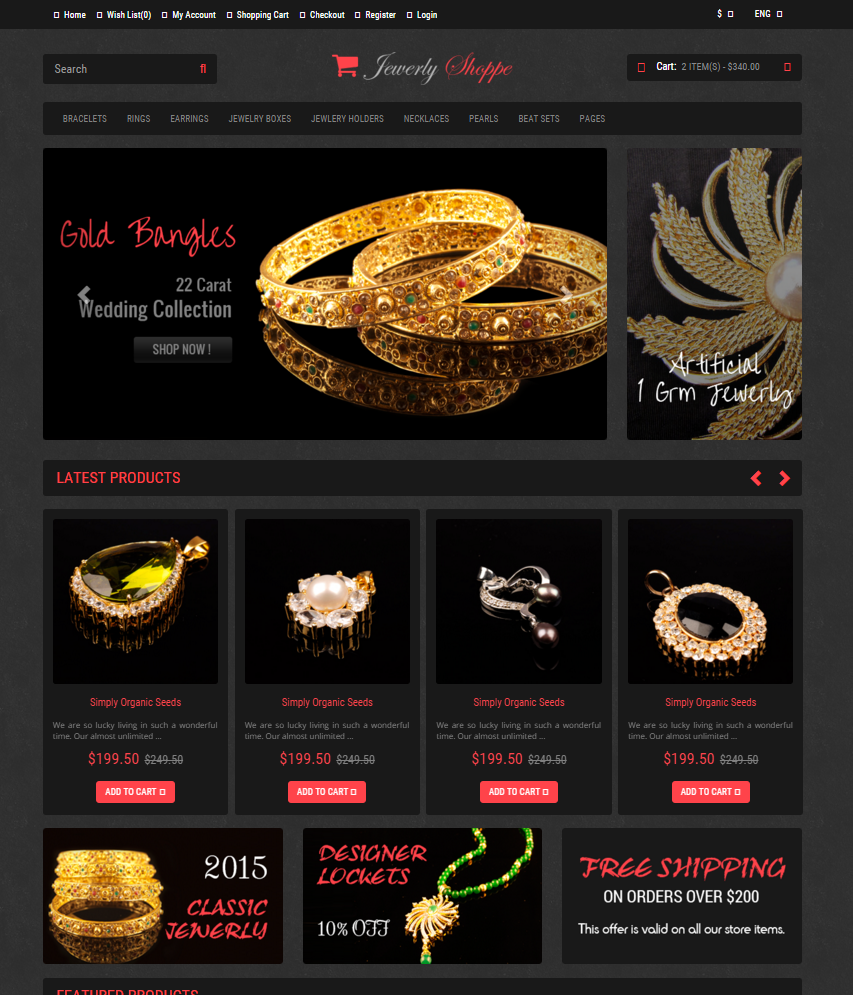 Home Wish List(0) My Account Shopping Cart Checkout Register Login
$ ENG
Search
Jewerly Shoppe
Cart: 2 ITEM(S) - $340.00
BRACELETS RINGS EARRINGS JEWELRY BOXES JEWLERY HOLDERS NECKLACES PEARLS BEAT SETS PAGES
Gold Bangles
22 Carat
Wedding Collection
SHOP NOW !
Artificial
1 Grm Jewerly
LATEST PRODUCTS
Simply Organic Seeds
We are so lucky living in such a wonderful
time. Our almost unlimited ...
$199.50 $249.50
ADD TO CART
Simply Organic Seeds
We are so lucky living in such a wonderful
time. Our almost unlimited ...
$199.50 $249.50
ADD TO CART
Simply Organic Seeds
We are so lucky living in such a wonderful
time. Our almost unlimited ...
$199.50 $249.50
ADD TO CART
Simply Organic Seeds
We are so lucky living in such a wonderful
time. Our almost unlimited ...
$199.50 $249.50
ADD TO CART
2015
CLASSIC
JEWERLY
DESIGNER
LOCKETS
10% OFF
FREE SHIPPING
ON ORDERS OVER $200
This offer is valid on all our store items.
FEATURED PRODUCTS